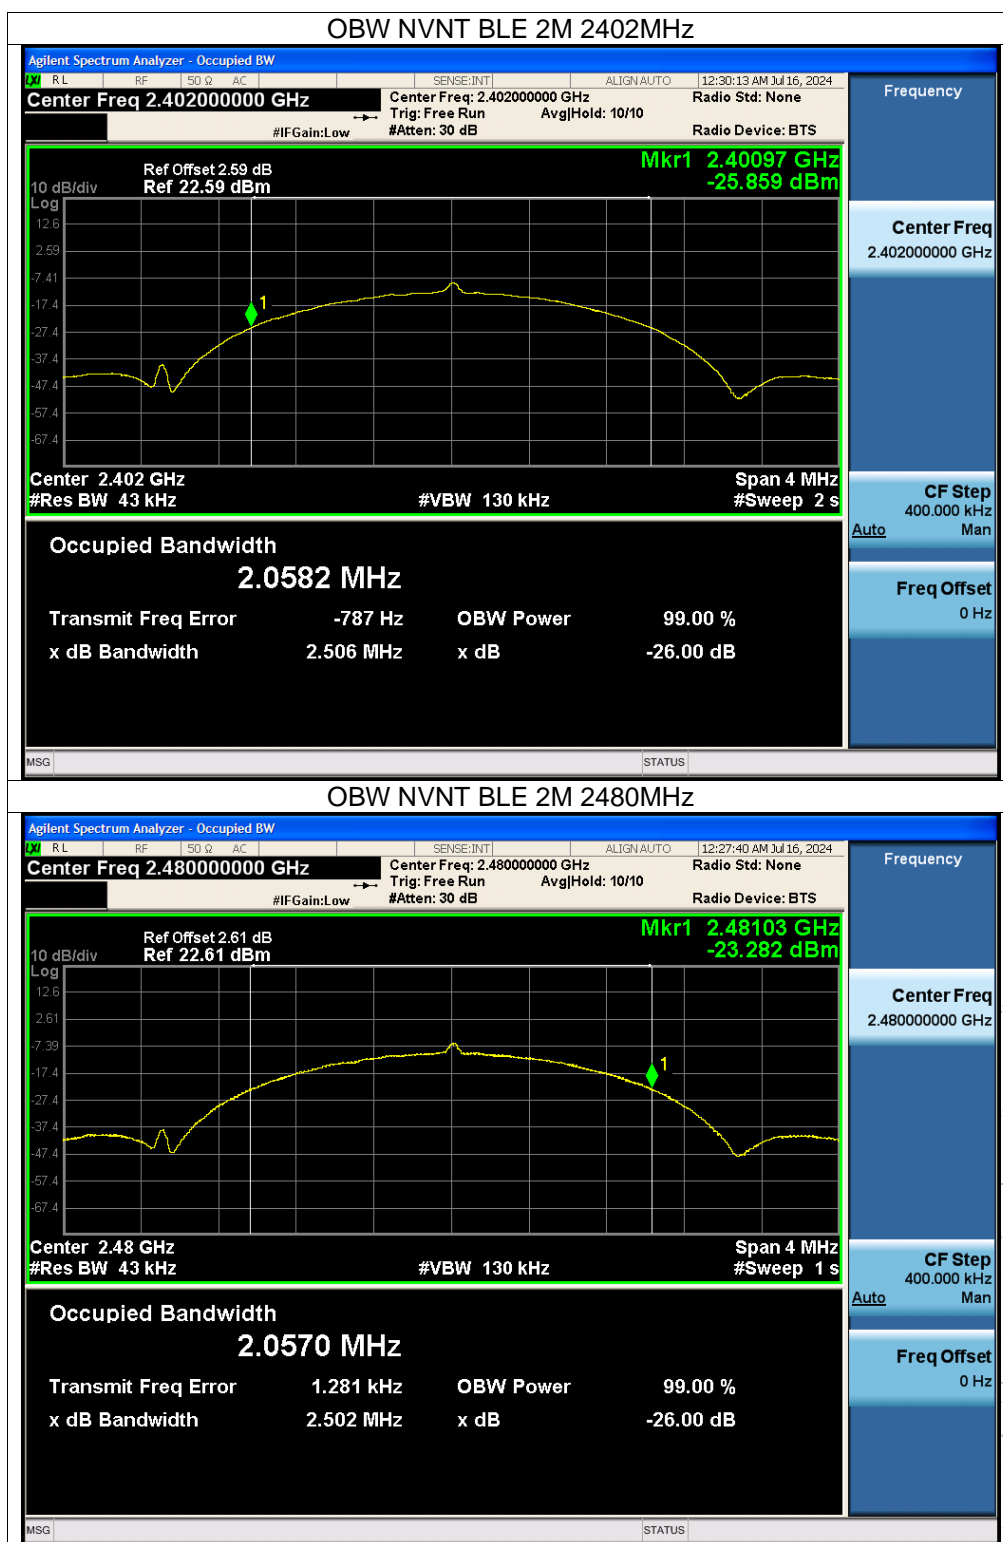 OBW NVNT BLE 2M 2402MHz
Agilent Spectrum Analyzer - Occupied BW
LXI RL RF 50 Ω AC SENSE:INT ALIGNAUTO 12:30:13 AM Jul 16, 2024
Center Freq 2.402000000 GHz
Center Freq: 2.402000000 GHz Radio Std: None
Trig: Free Run Avg|Hold: 10/10
#IFGain:Low #Atten: 30 dB Radio Device: BTS
Frequency
Mkr1 2.40097 GHz
-25.859 dBm
Ref Offset 2.59 dB
10 dB/div Ref 22.59 dBm
Log
12.6
2.59
-7.41
-17.4
-27.4
-37.4
-47.4
-57.4
-67.4
1
Center 2.402 GHz Span 4 MHz
#Res BW 43 kHz #VBW 130 kHz #Sweep 2 s
Center Freq
2.402000000 GHz
CF Step
400.000 kHz
Auto Man
Freq Offset
0 Hz
Occupied Bandwidth
2.0582 MHz
Transmit Freq Error -787 Hz OBW Power 99.00 %
x dB Bandwidth 2.506 MHz x dB -26.00 dB
MSG STATUS
OBW NVNT BLE 2M 2480MHz
Agilent Spectrum Analyzer - Occupied BW
LXI RL RF 50 Ω AC SENSE:INT ALIGNAUTO 12:27:40 AM Jul 16, 2024
Center Freq 2.480000000 GHz
Center Freq: 2.480000000 GHz Radio Std: None
Trig: Free Run Avg|Hold: 10/10
#IFGain:Low #Atten: 30 dB Radio Device: BTS
Frequency
Mkr1 2.48103 GHz
-23.282 dBm
Ref Offset 2.61 dB
10 dB/div Ref 22.61 dBm
Log
12.6
2.61
-7.39
-17.4
-27.4
-37.4
-47.4
-57.4
-67.4
1
Center 2.48 GHz Span 4 MHz
#Res BW 43 kHz #VBW 130 kHz #Sweep 1 s
Center Freq
2.480000000 GHz
CF Step
400.000 kHz
Auto Man
Freq Offset
0 Hz
Occupied Bandwidth
2.0570 MHz
Transmit Freq Error 1.281 kHz OBW Power 99.00 %
x dB Bandwidth 2.502 MHz x dB -26.00 dB
MSG STATUS